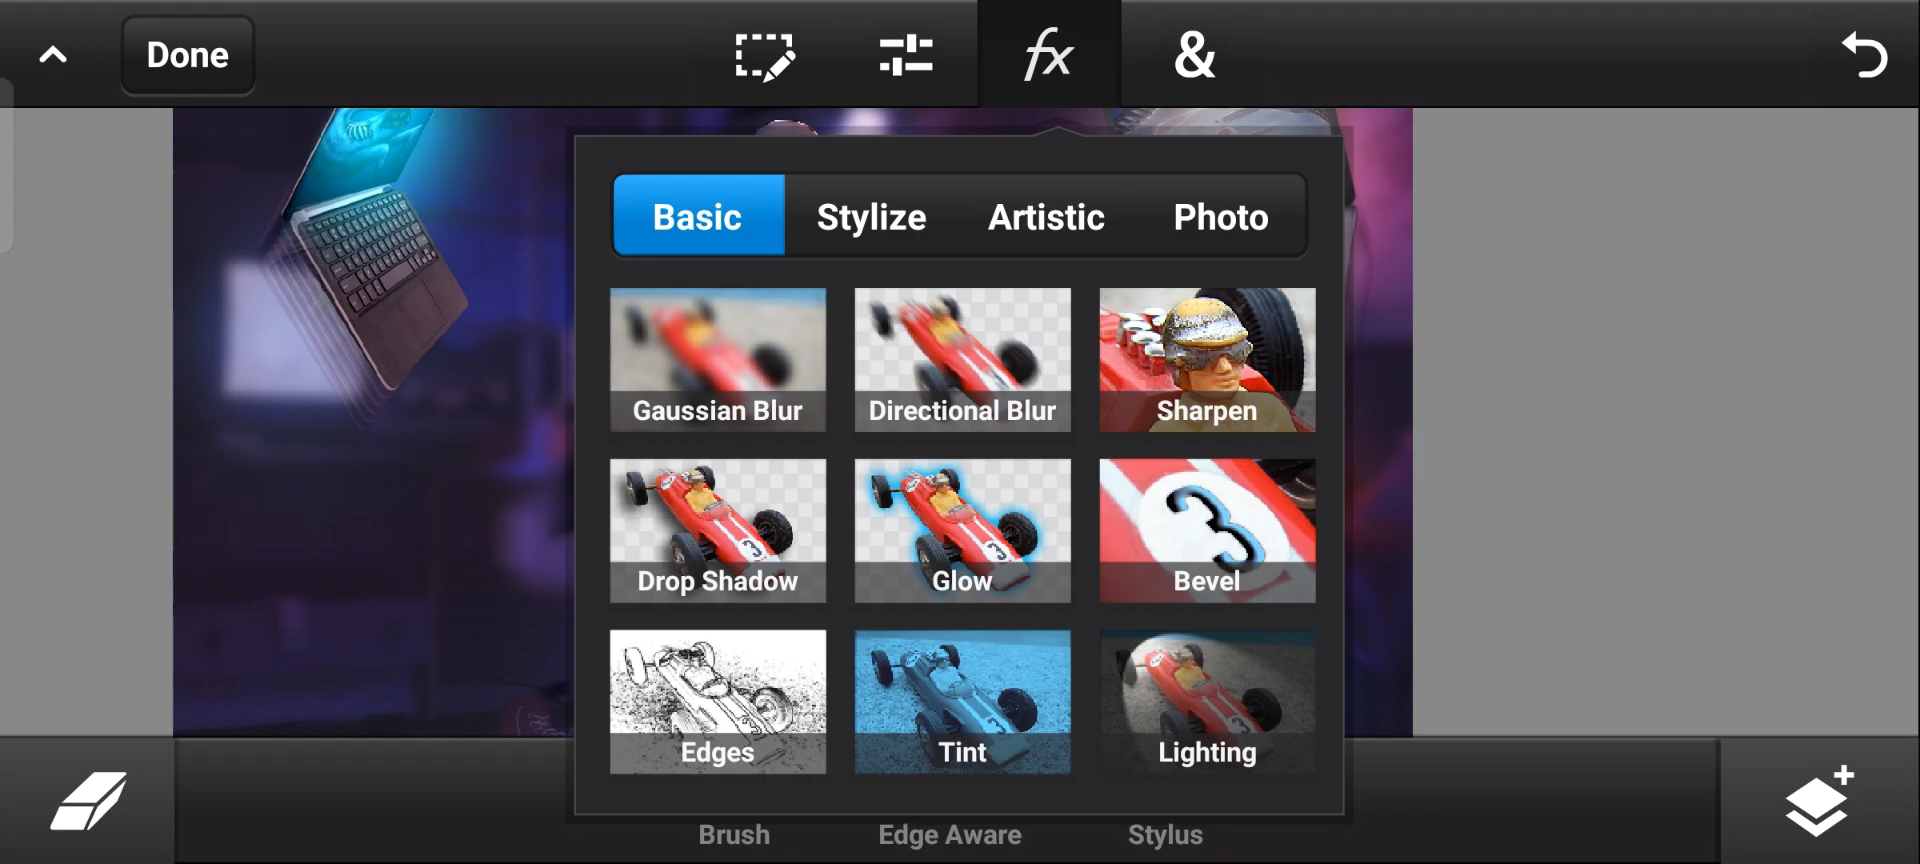 Done
fx
&
Basic Stylize Artistic Photo
Gaussian Blur Directional Blur Sharpen
3
Drop Shadow Glow Bevel
Edges Tint Lighting
Brush Edge Aware Stylus